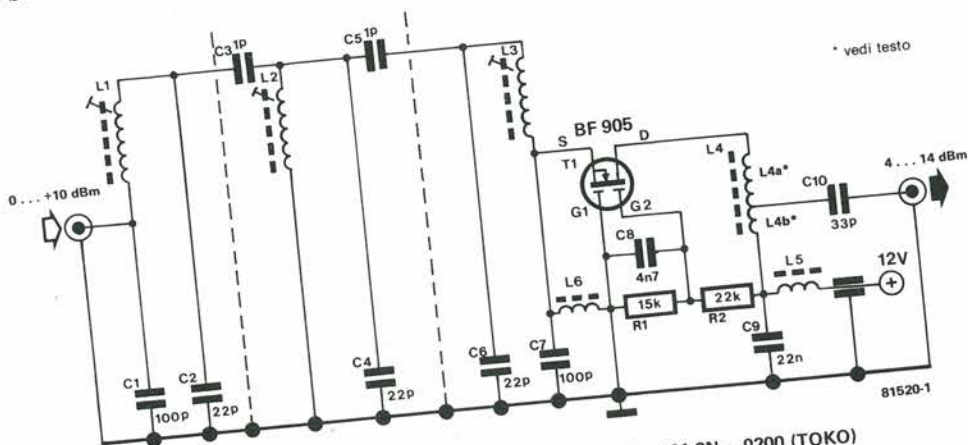 C3 1p
C5 1p
L1
L2
L3
* vedi testo
BF 905
S
D
T1
G1
G2
L4
L4a*
L4b*
0 . . . +10 dBm
4 . . . 14 dBm
C10
33p
C8
4n7
L6
L5
12V
+
15k
R1
22k
R2
C1
100p
C2
22p
C4
22p
C6
22p
C7
100p
C9
22n
81520-1
0200 (TOKO)